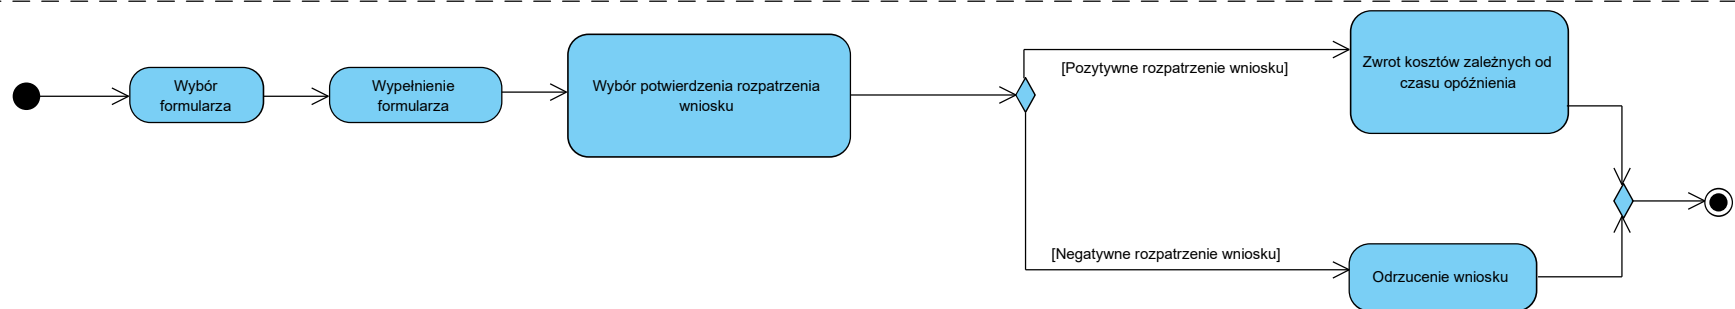 Wybór
formularza
Wypełnienie
formularza
Wybór potwierdzenia rozpatrzenia
wniosku
[Pozytywne rozpatrzenie wniosku]
Zwrot kosztów zależnych od
czasu opóźnienia
[Negatywne rozpatrzenie wniosku]
Odrzucenie wniosku